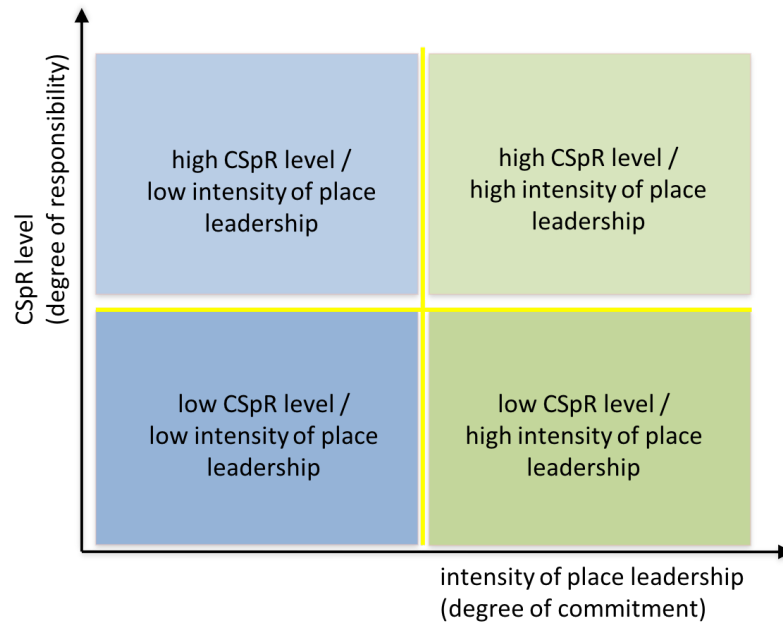 CSpR level
(degree of responsibility)
high CSpR level /
low intensity of place
leadership
high CSpR level /
high intensity of place
leadership
low CSpR level /
low intensity of place
leadership
low CSpR level /
high intensity of place
leadership
intensity of place leadership
(degree of commitment)